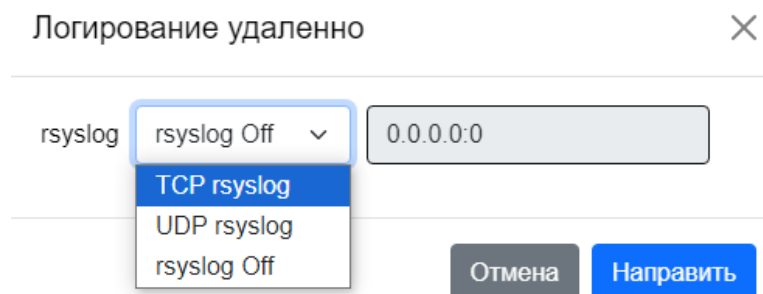 Логирование удаленно
rsyslog rsyslog Off 0.0.0.0:0
TCP rsyslog
UDP rsyslog
rsyslog Off
Отмена Направить